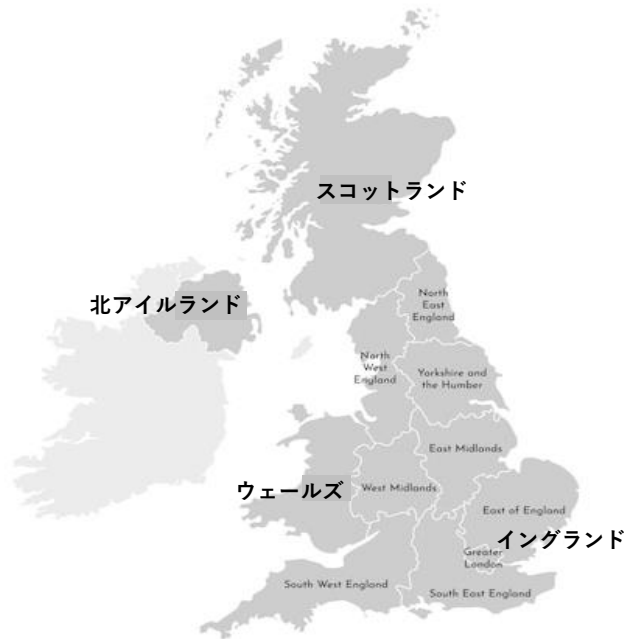 スコットランド
北アイルランド
North
East
England
North
West
England
Yorkshire and
the Humber
East Midlands
ウェールズ
West Midlands
East of England
イングランド
Greater
London
South West England
South East England